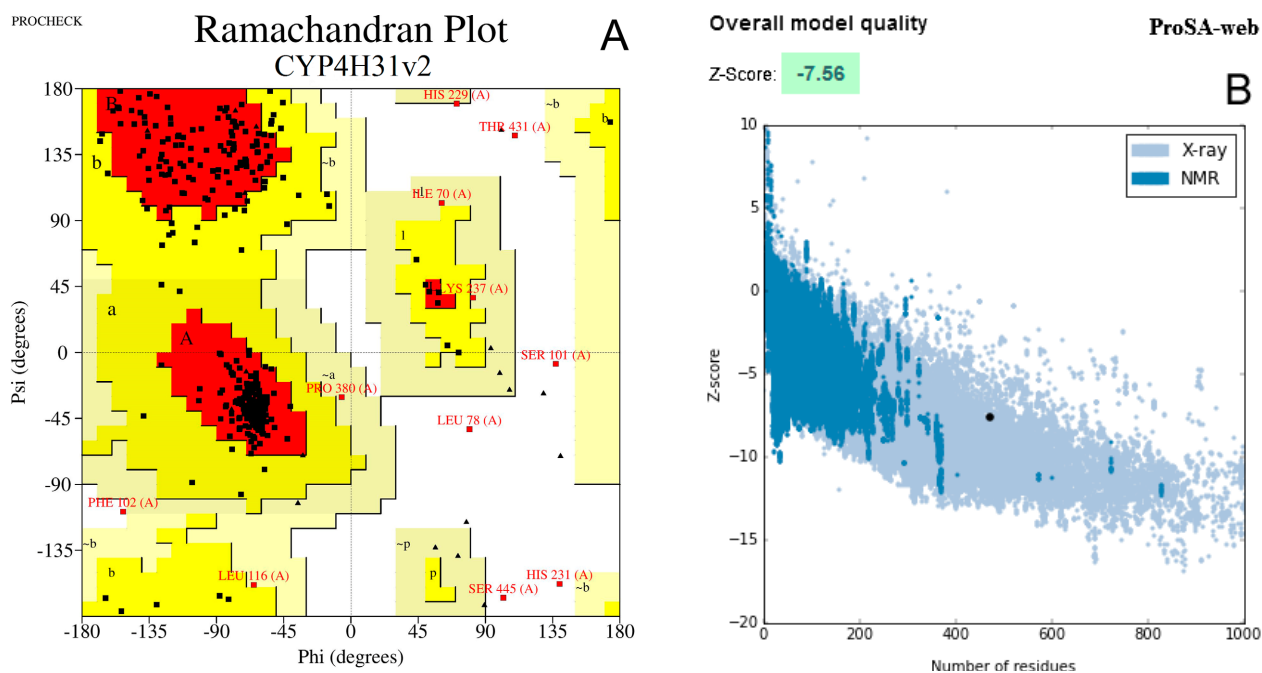 PROCHECK
Ramachandran Plot
A
CYP4H31v2
B
b
~b
~b
b
HIS 229 (A)
THR 431 (A)
ILE 70 (A)
l
LYS 237 (A)
a
A
~a
PRO 380 (A)
SER 101 (A)
LEU 78 (A)
PHE 102 (A)
~b
b
LEU 116 (A)
~p
p
SER 445 (A)
HIS 231 (A)
~b
180
135
90
45
0
-45
-90
-135
Psi (degrees)
-180 -135 -90 -45 0 45 90 135 180
Phi (degrees)
Overall model quality
ProSA-web
Z-Score: -7.56
B
X-ray
NMR
10
5
0
−5
−10
−15
−20
Z-score
0 200 400 600 800 1000
Number of residues